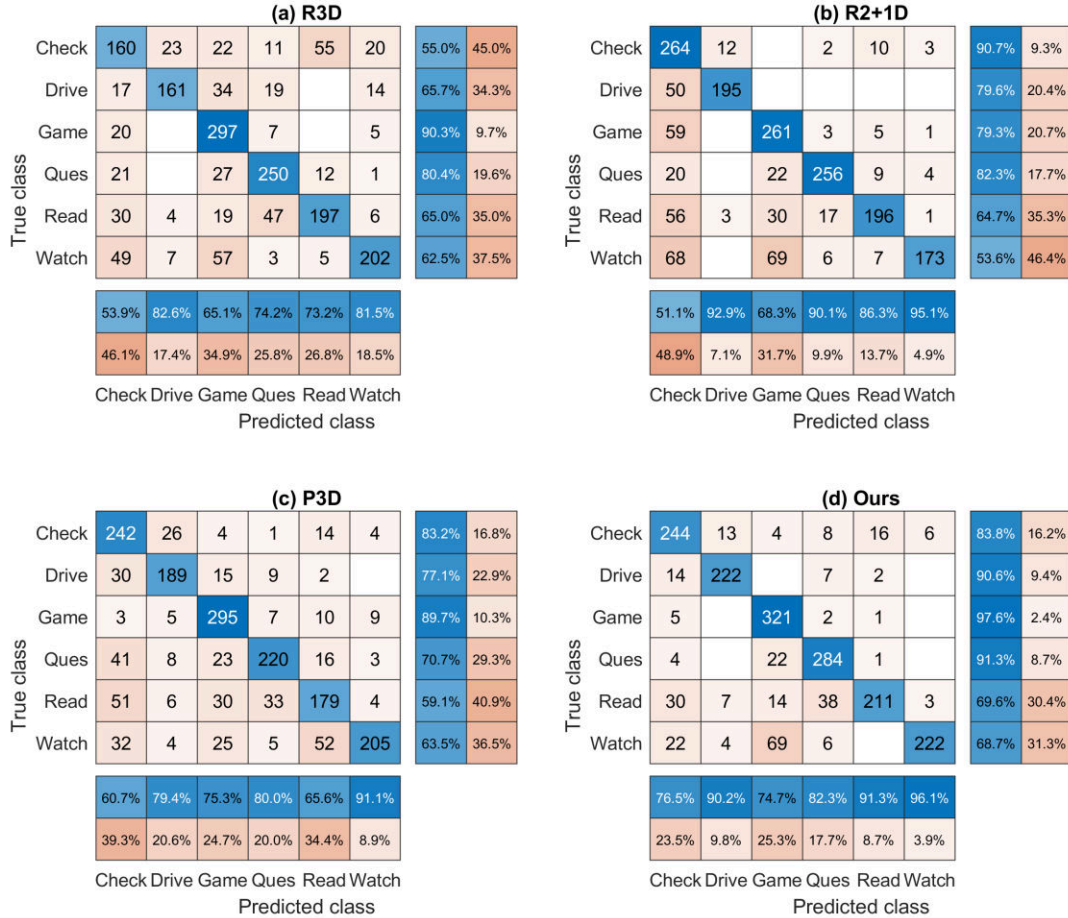 (a) R3D
True class
Check 160 23 22 11 55 20 55.0% 45.0%
Drive 17 161 34 19 14 65.7% 34.3%
Game 20 297 7 5 90.3% 9.7%
Ques 21 27 250 12 1 80.4% 19.6%
Read 30 4 19 47 197 6 65.0% 35.0%
Watch 49 7 57 3 5 202 62.5% 37.5%
53.9% 82.6% 65.1% 74.2% 73.2% 81.5%
46.1% 17.4% 34.9% 25.8% 26.8% 18.5%
Check Drive Game Ques Read Watch
Predicted class
(b) R2+1D
True class
Check 264 12 2 10 3 90.7% 9.3%
Drive 50 195 79.6% 20.4%
Game 59 261 3 5 1 79.3% 20.7%
Ques 20 22 256 9 4 82.3% 17.7%
Read 56 3 30 17 196 1 64.7% 35.3%
Watch 68 69 6 7 173 53.6% 46.4%
51.1% 92.9% 68.3% 90.1% 86.3% 95.1%
48.9% 7.1% 31.7% 9.9% 13.7% 4.9%
Check Drive Game Ques Read Watch
Predicted class
(c) P3D
True class
Check 242 26 4 1 14 4 83.2% 16.8%
Drive 30 189 15 9 2 77.1% 22.9%
Game 3 5 295 7 10 9 89.7% 10.3%
Ques 41 8 23 220 16 3 70.7% 29.3%
Read 51 6 30 33 179 4 59.1% 40.9%
Watch 32 4 25 5 52 205 63.5% 36.5%
60.7% 79.4% 75.3% 80.0% 65.6% 91.1%
39.3% 20.6% 24.7% 20.0% 34.4% 8.9%
Check Drive Game Ques Read Watch
Predicted class
(d) Ours
True class
Check 244 13 4 8 16 6 83.8% 16.2%
Drive 14 222 7 2 90.6% 9.4%
Game 5 321 2 1 97.6% 2.4%
Ques 4 22 284 1 91.3% 8.7%
Read 30 7 14 38 211 3 69.6% 30.4%
Watch 22 4 69 6 222 68.7% 31.3%
76.5% 90.2% 74.7% 82.3% 91.3% 96.1%
23.5% 9.8% 25.3% 17.7% 8.7% 3.9%
Check Drive Game Ques Read Watch
Predicted class